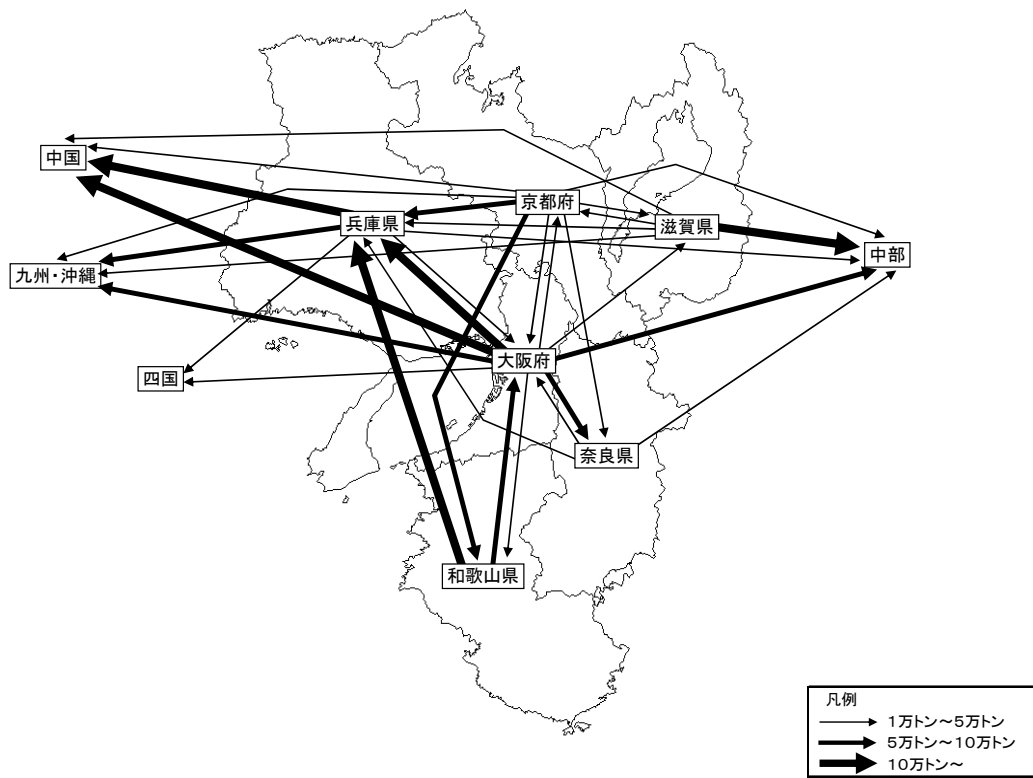 中国
京都府
兵庫県
滋賀県
中部
九州・沖縄
大阪府
四国
奈良県
和歌山県
凡例
1万トン～5万トン
5万トン～10万トン
10万トン～